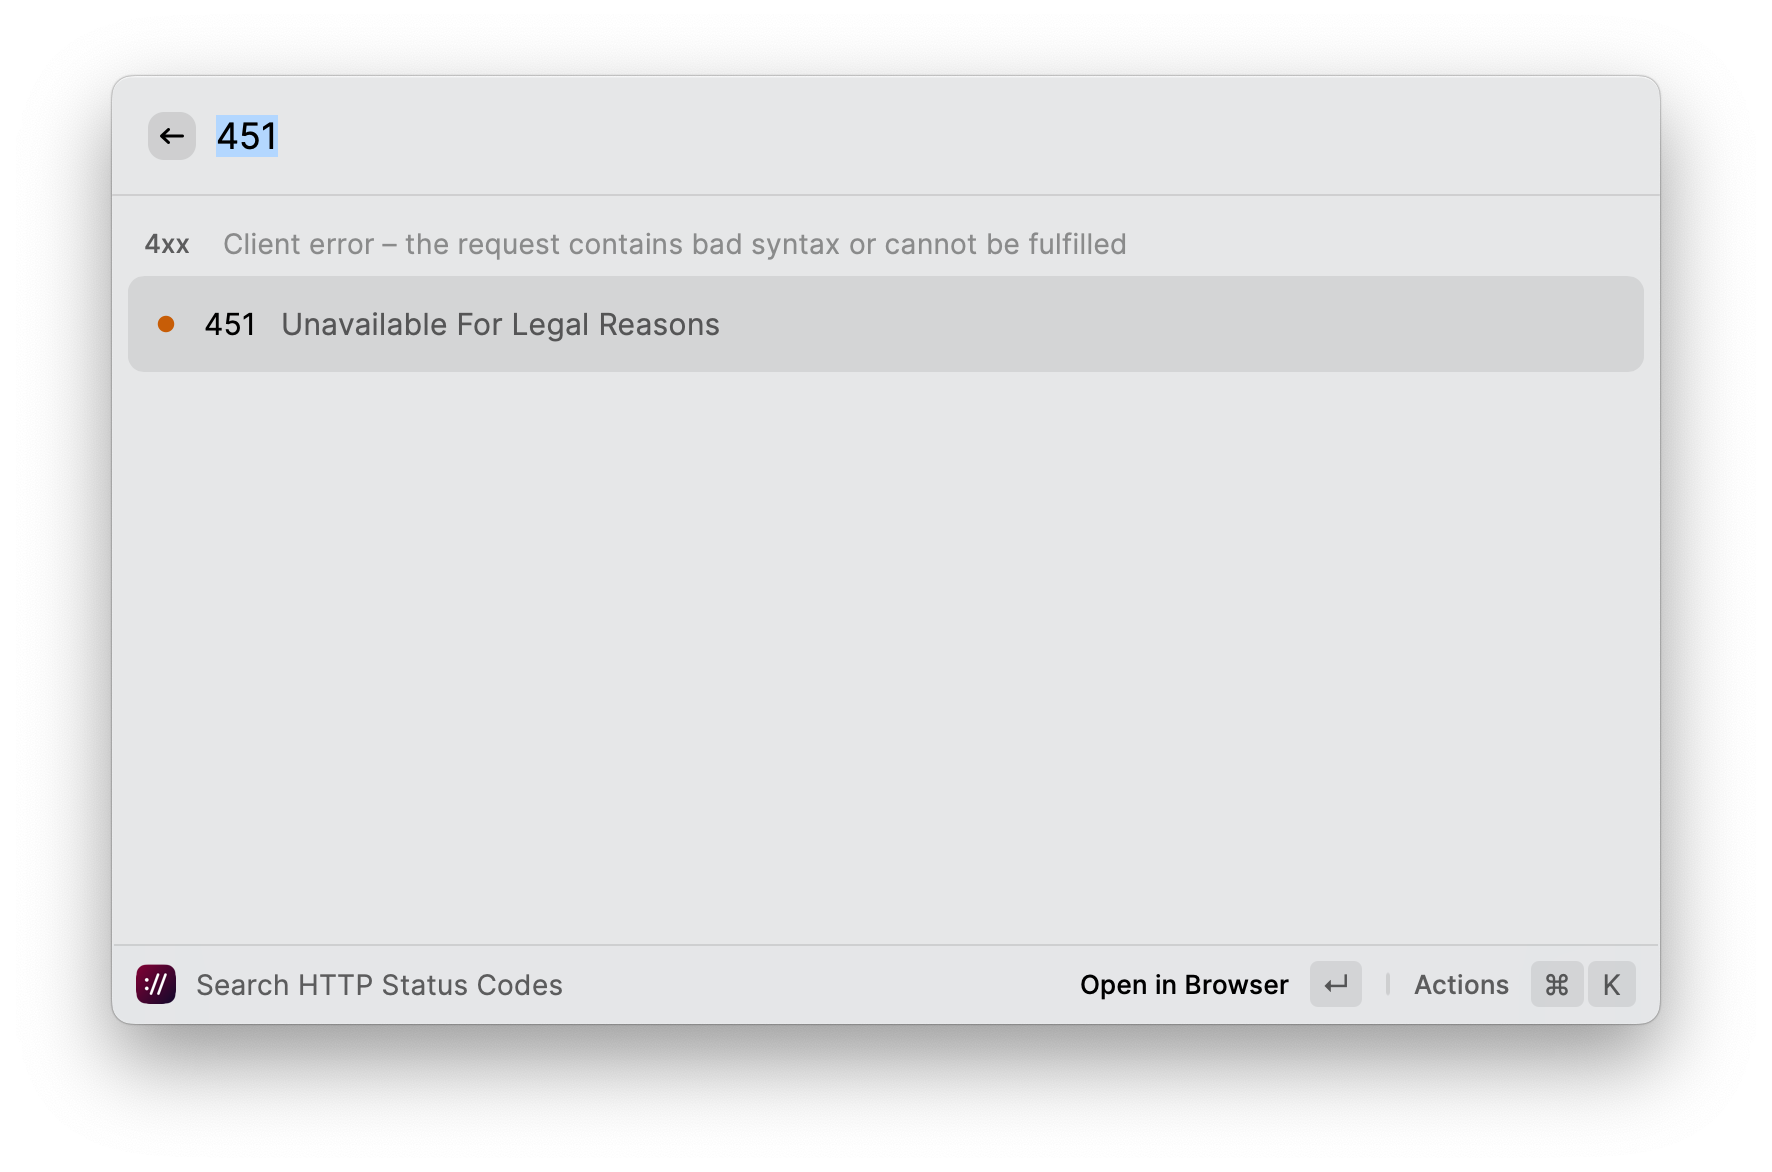 451
4xx Client error – the request contains bad syntax or cannot be fulfilled
451 Unavailable For Legal Reasons
:// Search HTTP Status Codes Open in Browser ↵ Actions ⌘ K